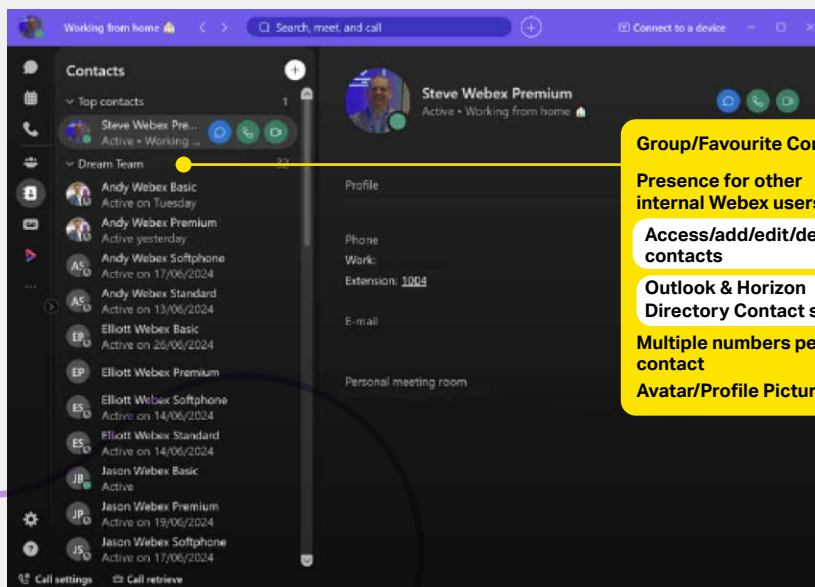 Working from home
Search, meet, and call
Connect to a device
Contacts
Top contacts 1
Steve Webex Pre...
Active • Working ...
Dream Team 32
Andy Webex Basic
Active on Tuesday
Andy Webex Premium
Active yesterday
AS Andy Webex Softphone
Active on 17/06/2024
AS Andy Webex Standard
Active on 13/06/2024
EB Elliott Webex Basic
Active on 26/06/2024
EP Elliott Webex Premium
ES Elliott Webex Softphone
Active on 14/06/2024
ES Elliott Webex Standard
Active on 14/06/2024
JB Jason Webex Basic
Active
JP Jason Webex Premium
Active on 19/06/2024
JS Jason Webex Softphone
Active on 17/06/2024
Call settings
Call retrieve
Steve Webex Premium
Active • Working from home
Profile
Phone
Work:
Extension: 1004
E-mail
Personal meeting room
Group/Favourite Con
Presence for other
internal Webex users
Access/add/edit/de
contacts
Outlook & Horizon
Directory Contact s
Multiple numbers pe
contact
Avatar/Profile Pictur